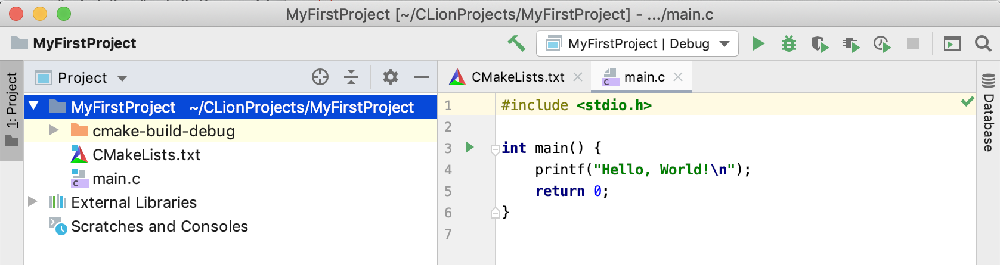 MyFirstProject [~/CLionProjects/MyFirstProject] - .../main.c
MyFirstProject
MyFirstProject | Debug
1: Project
Project
MyFirstProject ~/CLionProjects/MyFirstProject
cmake-build-debug
CMakeLists.txt
C main.c
External Libraries
Scratches and Consoles
CMakeLists.txt
C main.c
1 #include <stdio.h>
2
3 int main() {
4     printf("Hello, World!\n");
5     return 0;
6 }
7
Database